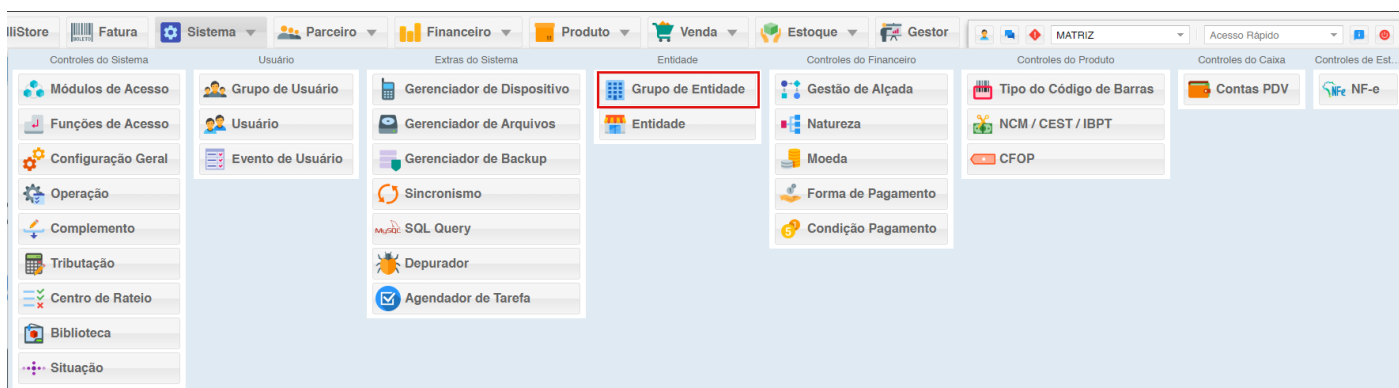 lliStore Fatura Sistema Parceiro Financeiro Produto Venda Estoque Gestor MATRIZ Acesso Rápido
Controles do Sistema
Módulos de Acesso
Funções de Acesso
Configuração Geral
Operação
Complemento
Tributação
Centro de Rateio
Biblioteca
Situação
Usuário
Grupo de Usuário
Usuário
Evento de Usuário
Extras do Sistema
Gerenciador de Dispositivo
Gerenciador de Arquivos
Gerenciador de Backup
Sincronismo
MySQL SQL Query
Depurador
Agendador de Tarefa
Entidade
Grupo de Entidade
Entidade
Controles do Financeiro
Gestão de Alçada
Natureza
Moeda
Forma de Pagamento
Condição Pagamento
Controles do Produto
Tipo do Código de Barras
NCM / CEST / IBPT
CFOP
Controles do Caixa
Contas PDV
Controles de Est...
NFe NF-e